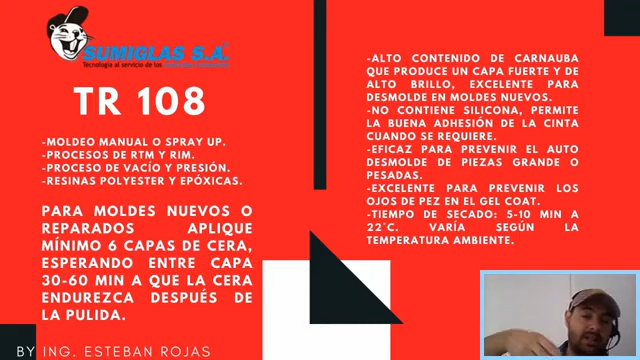 SUMIGLAS S.A.
Tecnología al servicio de los
TR 108
-MOLDEO MANUAL O SPRAY UP.
-PROCESOS DE RTM Y RIM.
-PROCESO DE VACÍO Y PRESIÓN.
-RESINAS POLYESTER Y EPÓXICAS.
PARA MOLDES NUEVOS O
REPARADOS APLIQUE
MÍNIMO 6 CAPAS DE CERA,
ESPERANDO ENTRE CAPA
30-60 MIN A QUE LA CERA
ENDUREZCA DESPUÉS DE
LA PULIDA.
BY ING. ESTEBAN ROJAS
-ALTO CONTENIDO DE CARNAUBA
QUE PRODUCE UN CAPA FUERTE Y DE
ALTO BRILLO, EXCELENTE PARA
DESMOLDE EN MOLDES NUEVOS.
-NO CONTIENE SILICONA, PERMITE
LA BUENA ADHESIÓN DE LA CINTA
CUANDO SE REQUIERE.
-EFICAZ PARA PREVENIR EL AUTO
DESMOLDE DE PIEZAS GRANDE O
PESADAS.
-EXCELENTE PARA PREVENIR LOS
OJOS DE PEZ EN EL GEL COAT.
-TIEMPO DE SECADO: 5-10 MIN A
22°C. VARÍA SEGÚN LA
TEMPERATURA AMBIENTE.